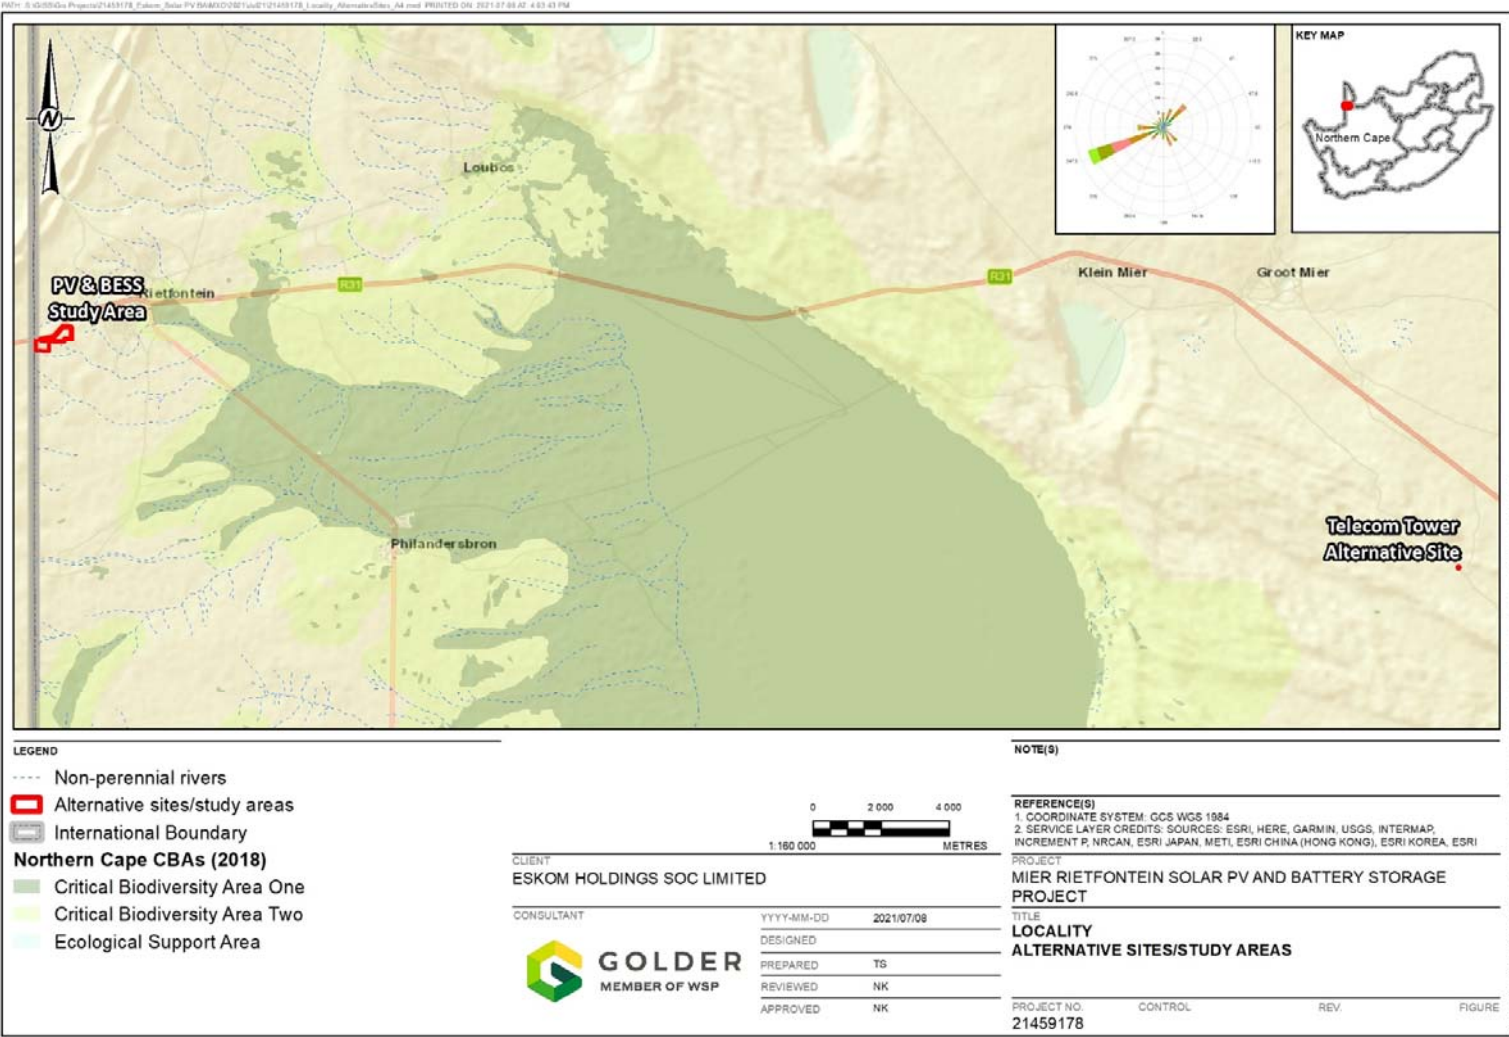 KEY MAP
Northern Cape
N
Loubos
PV & BESS
Study Area
Rietfontein
R31
R31
Klein Mier
Groot Mier
Telecom Tower
Alternative Site
Philandersbron
LEGEND
Non-perennial rivers
Alternative sites/study areas
International Boundary
Northern Cape CBAs (2018)
Critical Biodiversity Area One
Critical Biodiversity Area Two
Ecological Support Area
0 2 000 4 000
1:160 000 METRES
CLIENT
ESKOM HOLDINGS SOC LIMITED
CONSULTANT
GOLDER
MEMBER OF WSP
YYYY-MM-DD 2021/07/08
DESIGNED
PREPARED TS
REVIEWED NK
APPROVED NK
NOTE(S)
REFERENCE(S)
1. COORDINATE SYSTEM: GCS WGS 1984
2. SERVICE LAYER CREDITS: SOURCES: ESRI, HERE, GARMIN, USGS, INTERMAP,
INCREMENT P, NRCAN, ESRI JAPAN, METI, ESRI CHINA (HONG KONG), ESRI KOREA, ESRI
PROJECT
MIER RIETFONTEIN SOLAR PV AND BATTERY STORAGE
PROJECT
TITLE
LOCALITY
ALTERNATIVE SITES/STUDY AREAS
PROJECT NO. CONTROL REV. FIGURE
21459178